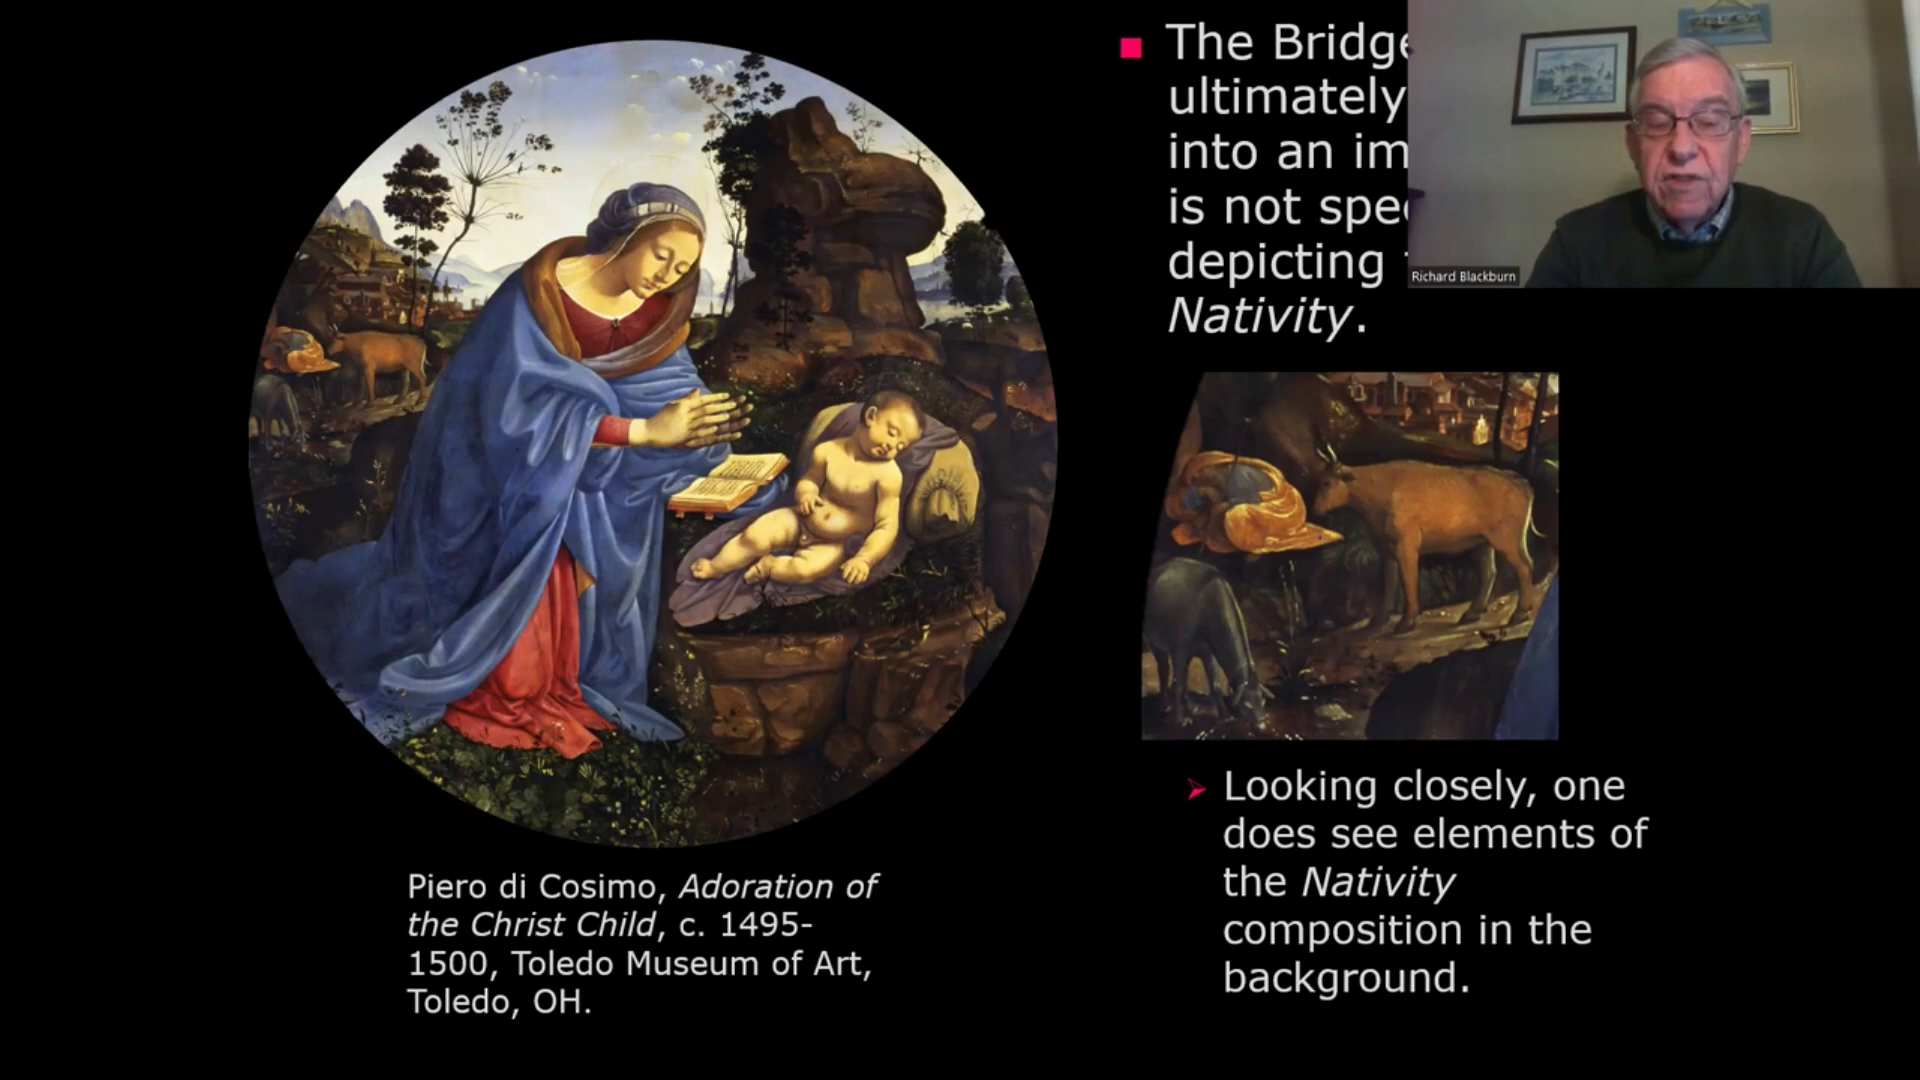 The Bridge
ultimately
into an im
is not spe
depicting
Nativity.
Richard Blackburn
Looking closely, one
does see elements of
the Nativity
composition in the
background.
Piero di Cosimo, Adoration of
the Christ Child, c. 1495-
1500, Toledo Museum of Art,
Toledo, OH.